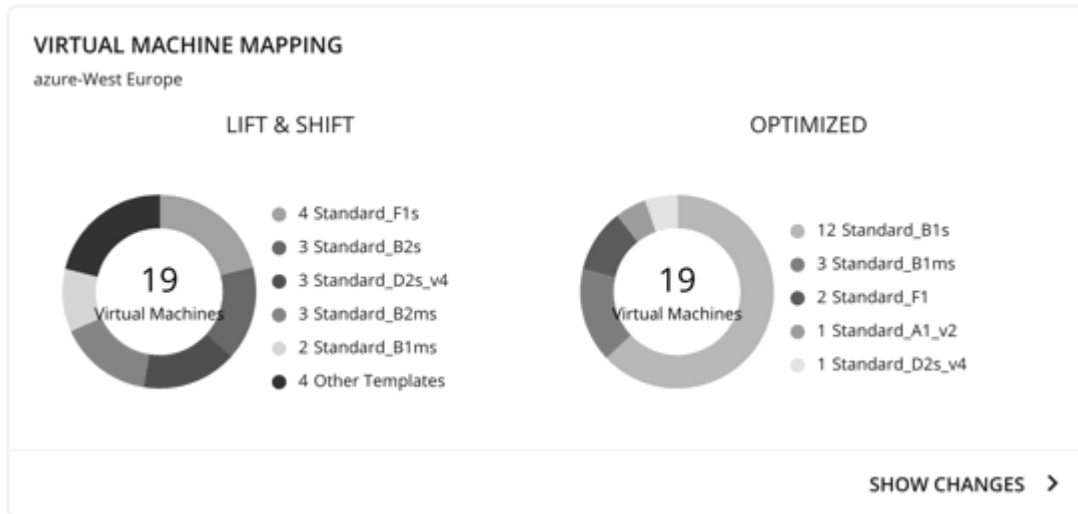 VIRTUAL MACHINE MAPPING
azure-West Europe
LIFT & SHIFT
19
Virtual Machines
4 Standard_F1s
3 Standard_B2s
3 Standard_D2s_v4
3 Standard_B2ms
2 Standard_B1ms
4 Other Templates
OPTIMIZED
19
Virtual Machines
12 Standard_B1s
3 Standard_B1ms
2 Standard_F1
1 Standard_A1_v2
1 Standard_D2s_v4
SHOW CHANGES